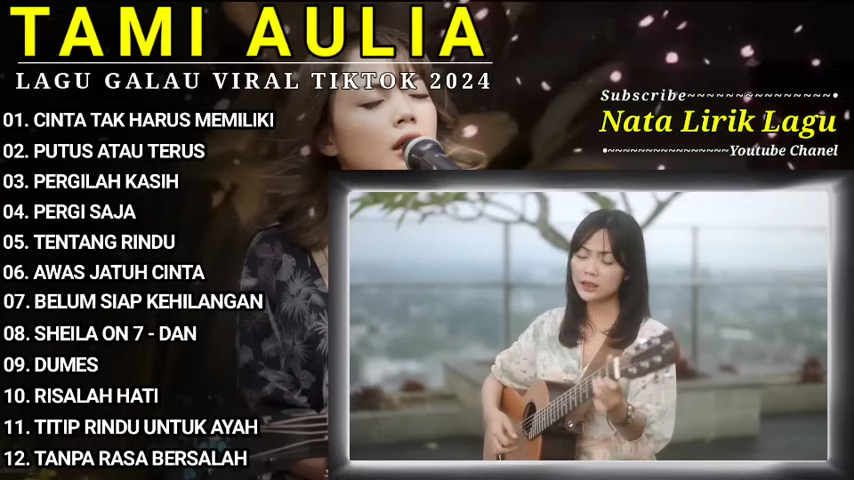 TAMI AULIA
LAGU GALAU VIRAL TIKTOK 2024
Subscribe~~~~~~~~~~~~~~~•
Nata Lirik Lagu
•~~~~~~~~~~~~~~~~Youtube Chanel
01. CINTA TAK HARUS MEMILIKI
02. PUTUS ATAU TERUS
03. PERGILAH KASIH
04. PERGI SAJA
05. TENTANG RINDU
06. AWAS JATUH CINTA
07. BELUM SIAP KEHILANGAN
08. SHEILA ON 7 - DAN
09. DUMES
10. RISALAH HATI
11. TITIP RINDU UNTUK AYAH
12. TANPA RASA BERSALAH